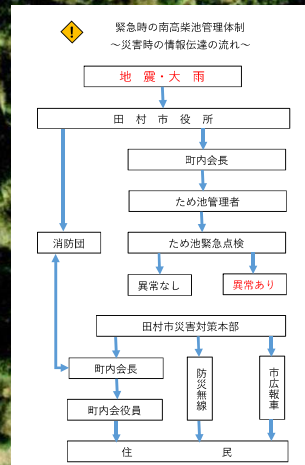 緊急時の南高柴池管理体制
～災害時の情報伝達の流れ～
地 震・大 雨
田 村 市 役 所
町内会長
ため池管理者
消防団
ため池緊急点検
異常なし
異常あり
田村市災害対策本部
町内会長
防災無線
市広報車
町内会役員
住 民